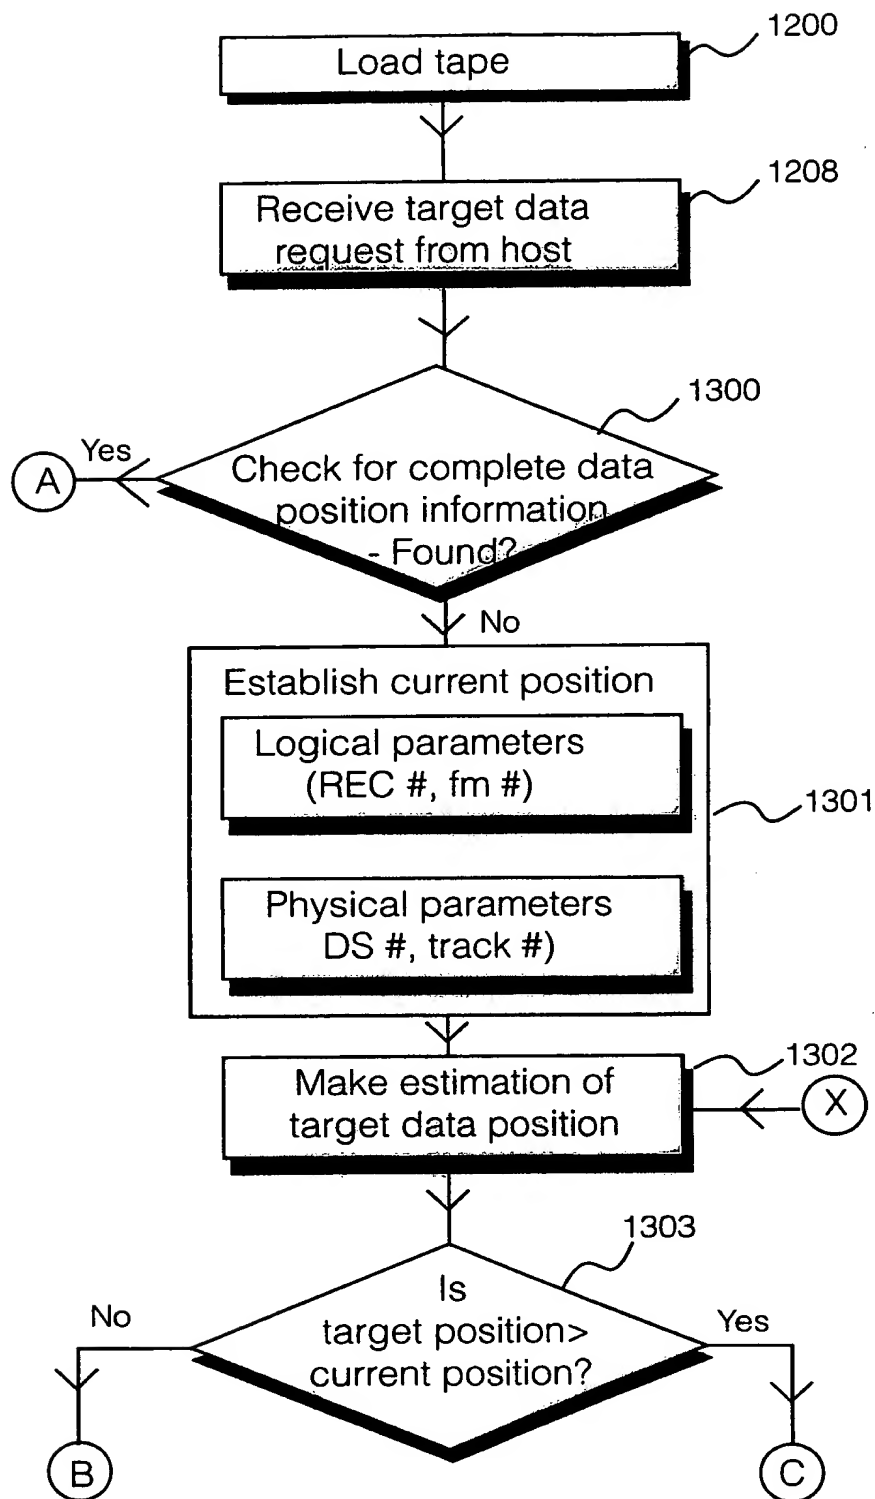 1200
Load tape
1208
Receive target data
request from host
1300
Yes
A
Check for complete data
position information
- Found?
No
Establish current position
Logical parameters
(REC #, fm #)
1301
Physical parameters
DS #, track #)
1302
Make estimation of
target data position
X
1303
Is
target position>
current position?
No
Yes
B
C